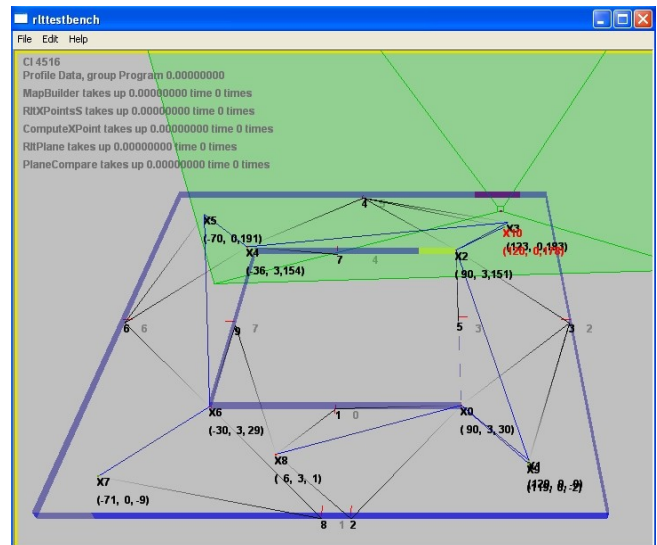 rlttestbench
File Edit Help
CI 4516
Profile Data, group Program 0.00000000
MapBuilder takes up 0.00000000 time 0 times
RltXPointsS takes up 0.00000000 time 0 times
ComputeXPoint takes up 0.00000000 time 0 times
RltPlane takes up 0.00000000 time 0 times
PlaneCompare takes up 0.00000000 time 0 times
4
X5
(-70, 0,191)
X3
X10
(123, 0,193)
X4
7
4
X2
(-36, 3,154)
(90, 3,151)
6 6
9 7
5 3
3 2
X6
1 0
X0
(-30, 3, 29)
(90, 3, 30)
X8
X7
(6, 3, 1)
(-71, 0, -9)
8 1 2